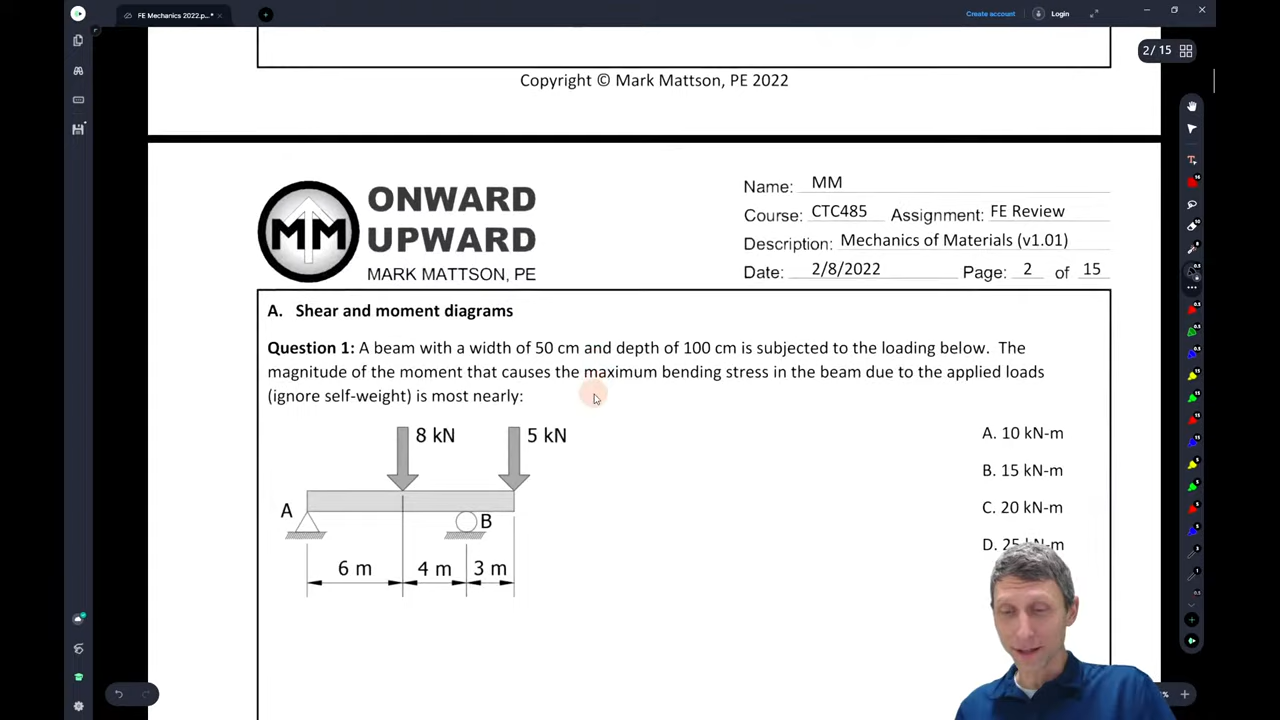 FE Mechanics 2022.p...*
Create account
Login
2 / 15
Copyright © Mark Mattson, PE 2022
MM
ONWARD
UPWARD
MARK MATTSON, PE
Name: MM
Course: CTC485 Assignment: FE Review
Description: Mechanics of Materials (v1.01)
Date: 2/8/2022 Page: 2 of 15
A. Shear and moment diagrams
Question 1: A beam with a width of 50 cm and depth of 100 cm is subjected to the loading below. The
magnitude of the moment that causes the maximum bending stress in the beam due to the applied loads
(ignore self-weight) is most nearly:
8 kN
5 kN
A
B
6 m
4 m
3 m
A. 10 kN-m
B. 15 kN-m
C. 20 kN-m
D. 25 kN-m
%